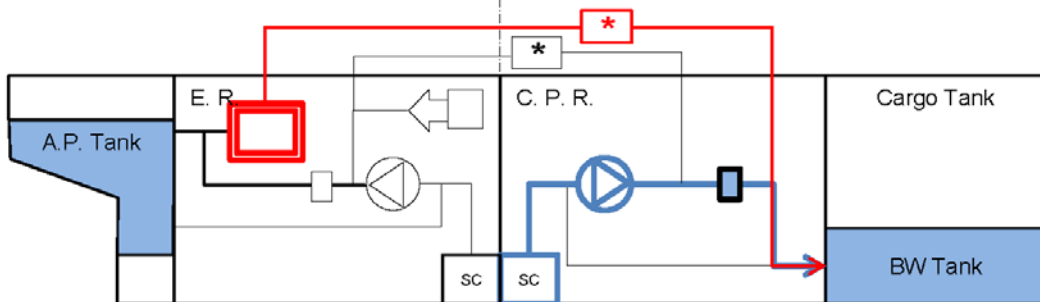 *
*
E. R.
C. P. R.
Cargo Tank
A.P. Tank
sc
sc
BW Tank